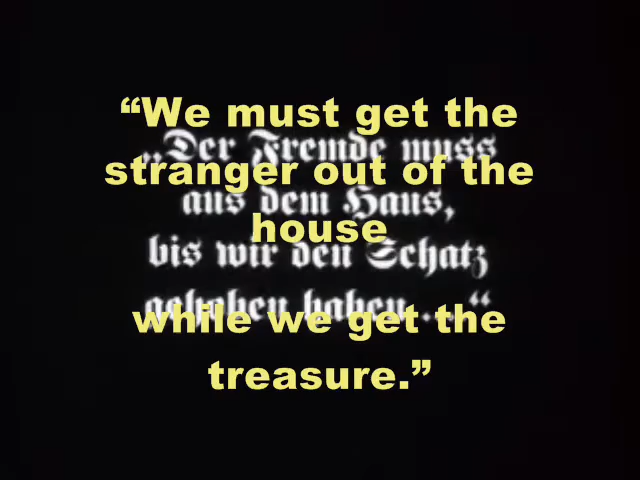 “We must get the
„Der Fremde muss
stranger out of the
aus dem Haus,
house
bis wir den Schatz
gehoben haben...“
while we get the
treasure.”